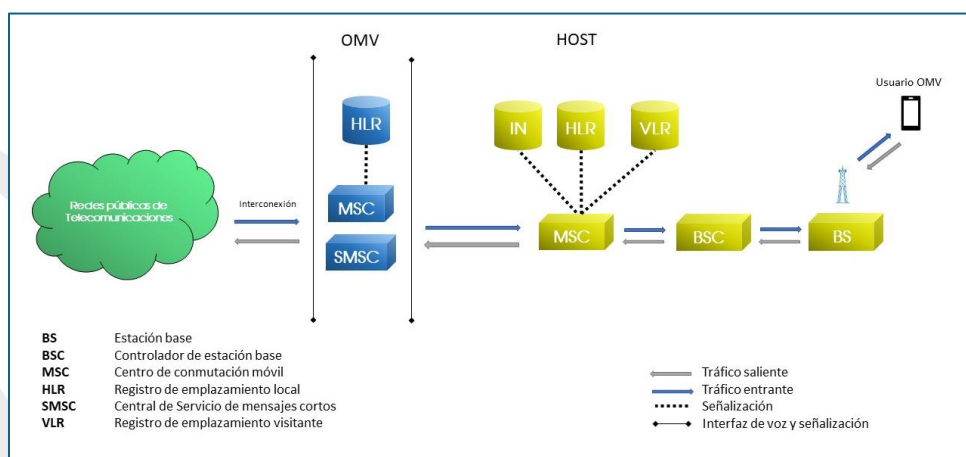 OMV
HOST
Usuario OMV
HLR
IN
HLR
VLR
Redes públicas de
Telecomunicaciones
Interconexión
MSC
SMSC
MSC
BSC
BS
BS Estación base
BSC Controlador de estación base
MSC Centro de conmutación móvil
HLR Registro de emplazamiento local
SMSC Central de Servicio de mensajes cortos
VLR Registro de emplazamiento visitante
Tráfico saliente
Tráfico entrante
Señalización
Interfaz de voz y señalización